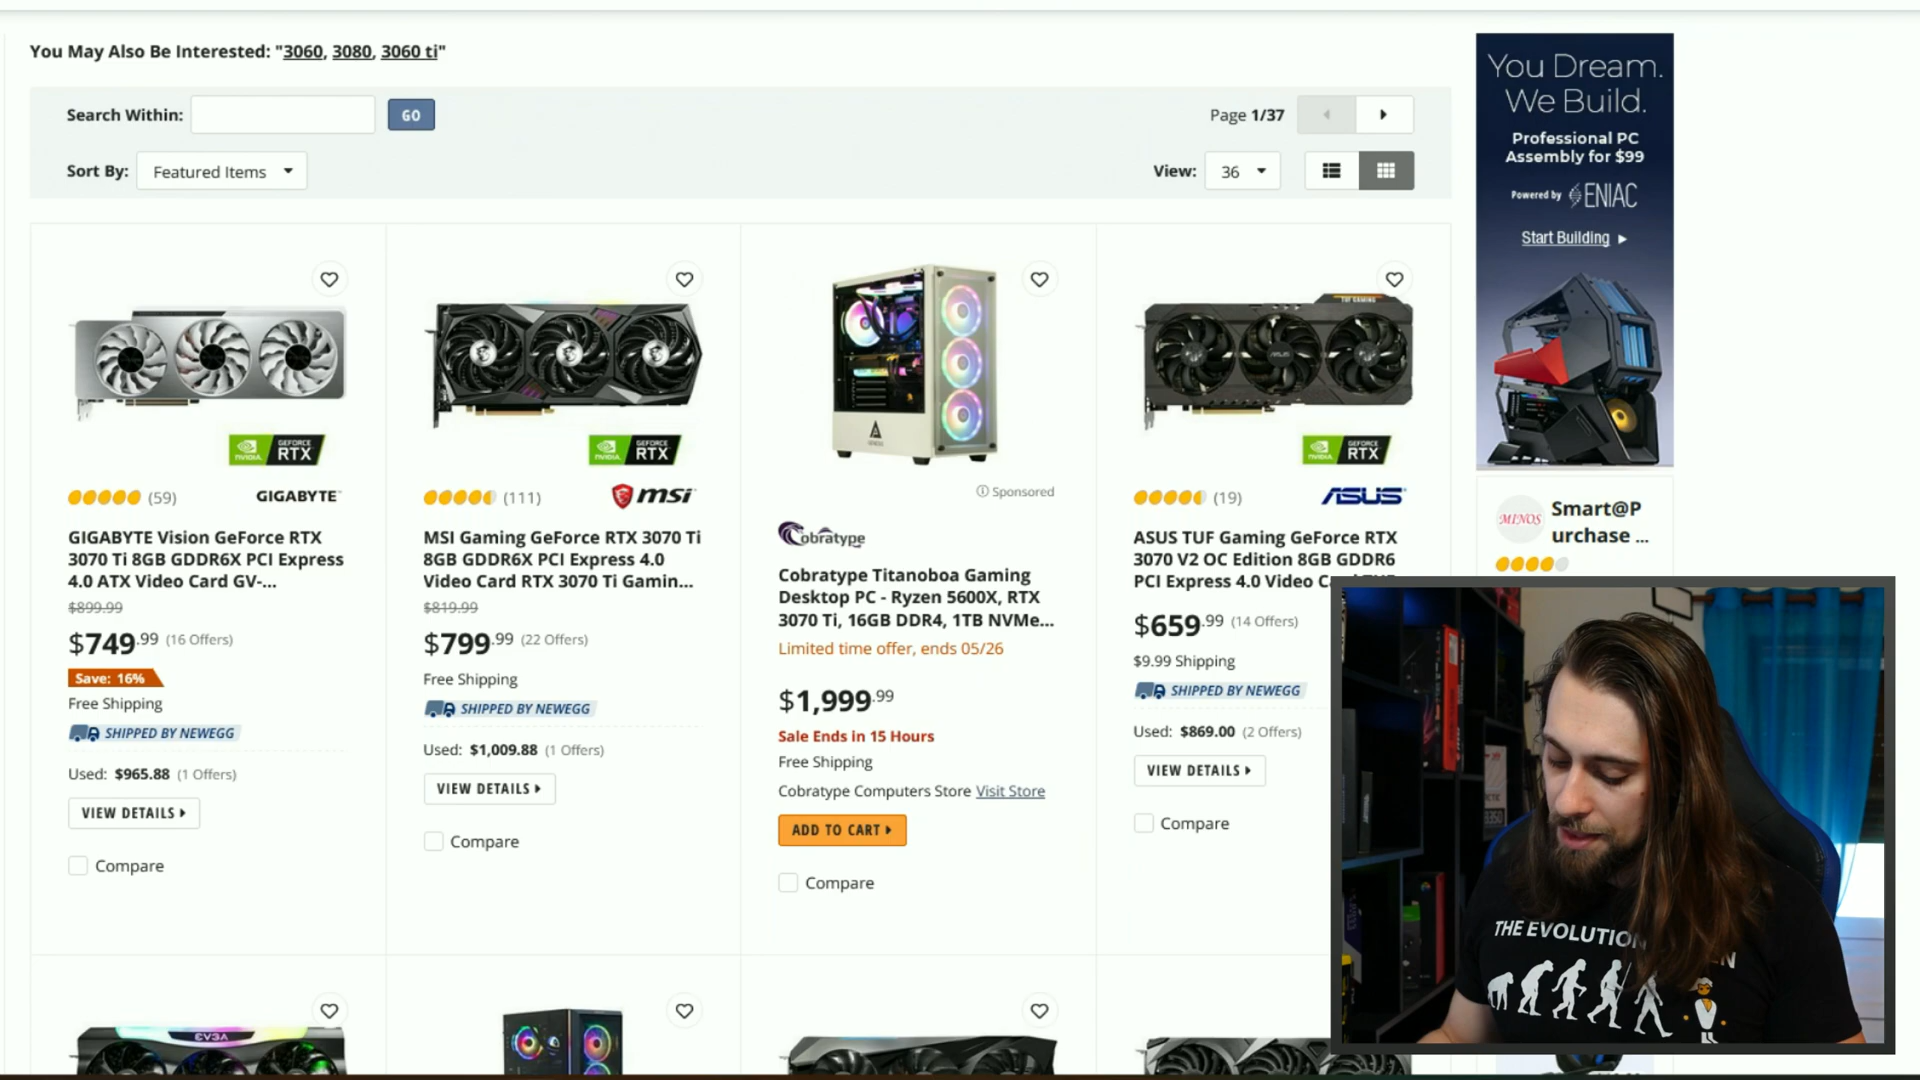 You May Also Be Interested: "3060, 3080, 3060 ti"
Search Within:
GO
Page 1/37
Sort By:
Featured Items
View:
36
You Dream.
We Build.
Professional PC
Assembly for $99
Powered by ENIAC
Start Building
GEFORCE
RTX
NVIDIA
(59)
GIGABYTE
GIGABYTE Vision GeForce RTX
3070 Ti 8GB GDDR6X PCI Express
4.0 ATX Video Card GV-...
$899.99
$749.99 (16 Offers)
Save: 16%
Free Shipping
SHIPPED BY NEWEGG
Used: $965.88 (1 Offers)
VIEW DETAILS
Compare
GEFORCE
RTX
NVIDIA
(111)
msi
MSI Gaming GeForce RTX 3070 Ti
8GB GDDR6X PCI Express 4.0
Video Card RTX 3070 Ti Gamin...
$819.99
$799.99 (22 Offers)
Free Shipping
SHIPPED BY NEWEGG
Used: $1,009.88 (1 Offers)
VIEW DETAILS
Compare
Sponsored
Cobratype
Cobratype Titanoboa Gaming
Desktop PC - Ryzen 5600X, RTX
3070 Ti, 16GB DDR4, 1TB NVMe...
Limited time offer, ends 05/26
$1,999.99
Sale Ends in 15 Hours
Free Shipping
Cobratype Computers Store Visit Store
ADD TO CART
Compare
TUF GAMING
GEFORCE
RTX
NVIDIA
(19)
ASUS
ASUS TUF Gaming GeForce RTX
3070 V2 OC Edition 8GB GDDR6
PCI Express 4.0 Video
$659.99 (14 Offers)
$9.99 Shipping
SHIPPED BY NEWEGG
Used: $869.00 (2 Offers)
VIEW DETAILS
Compare
MINOS
Smart@P
urchase ...
EVGA
THE EVOLUTION